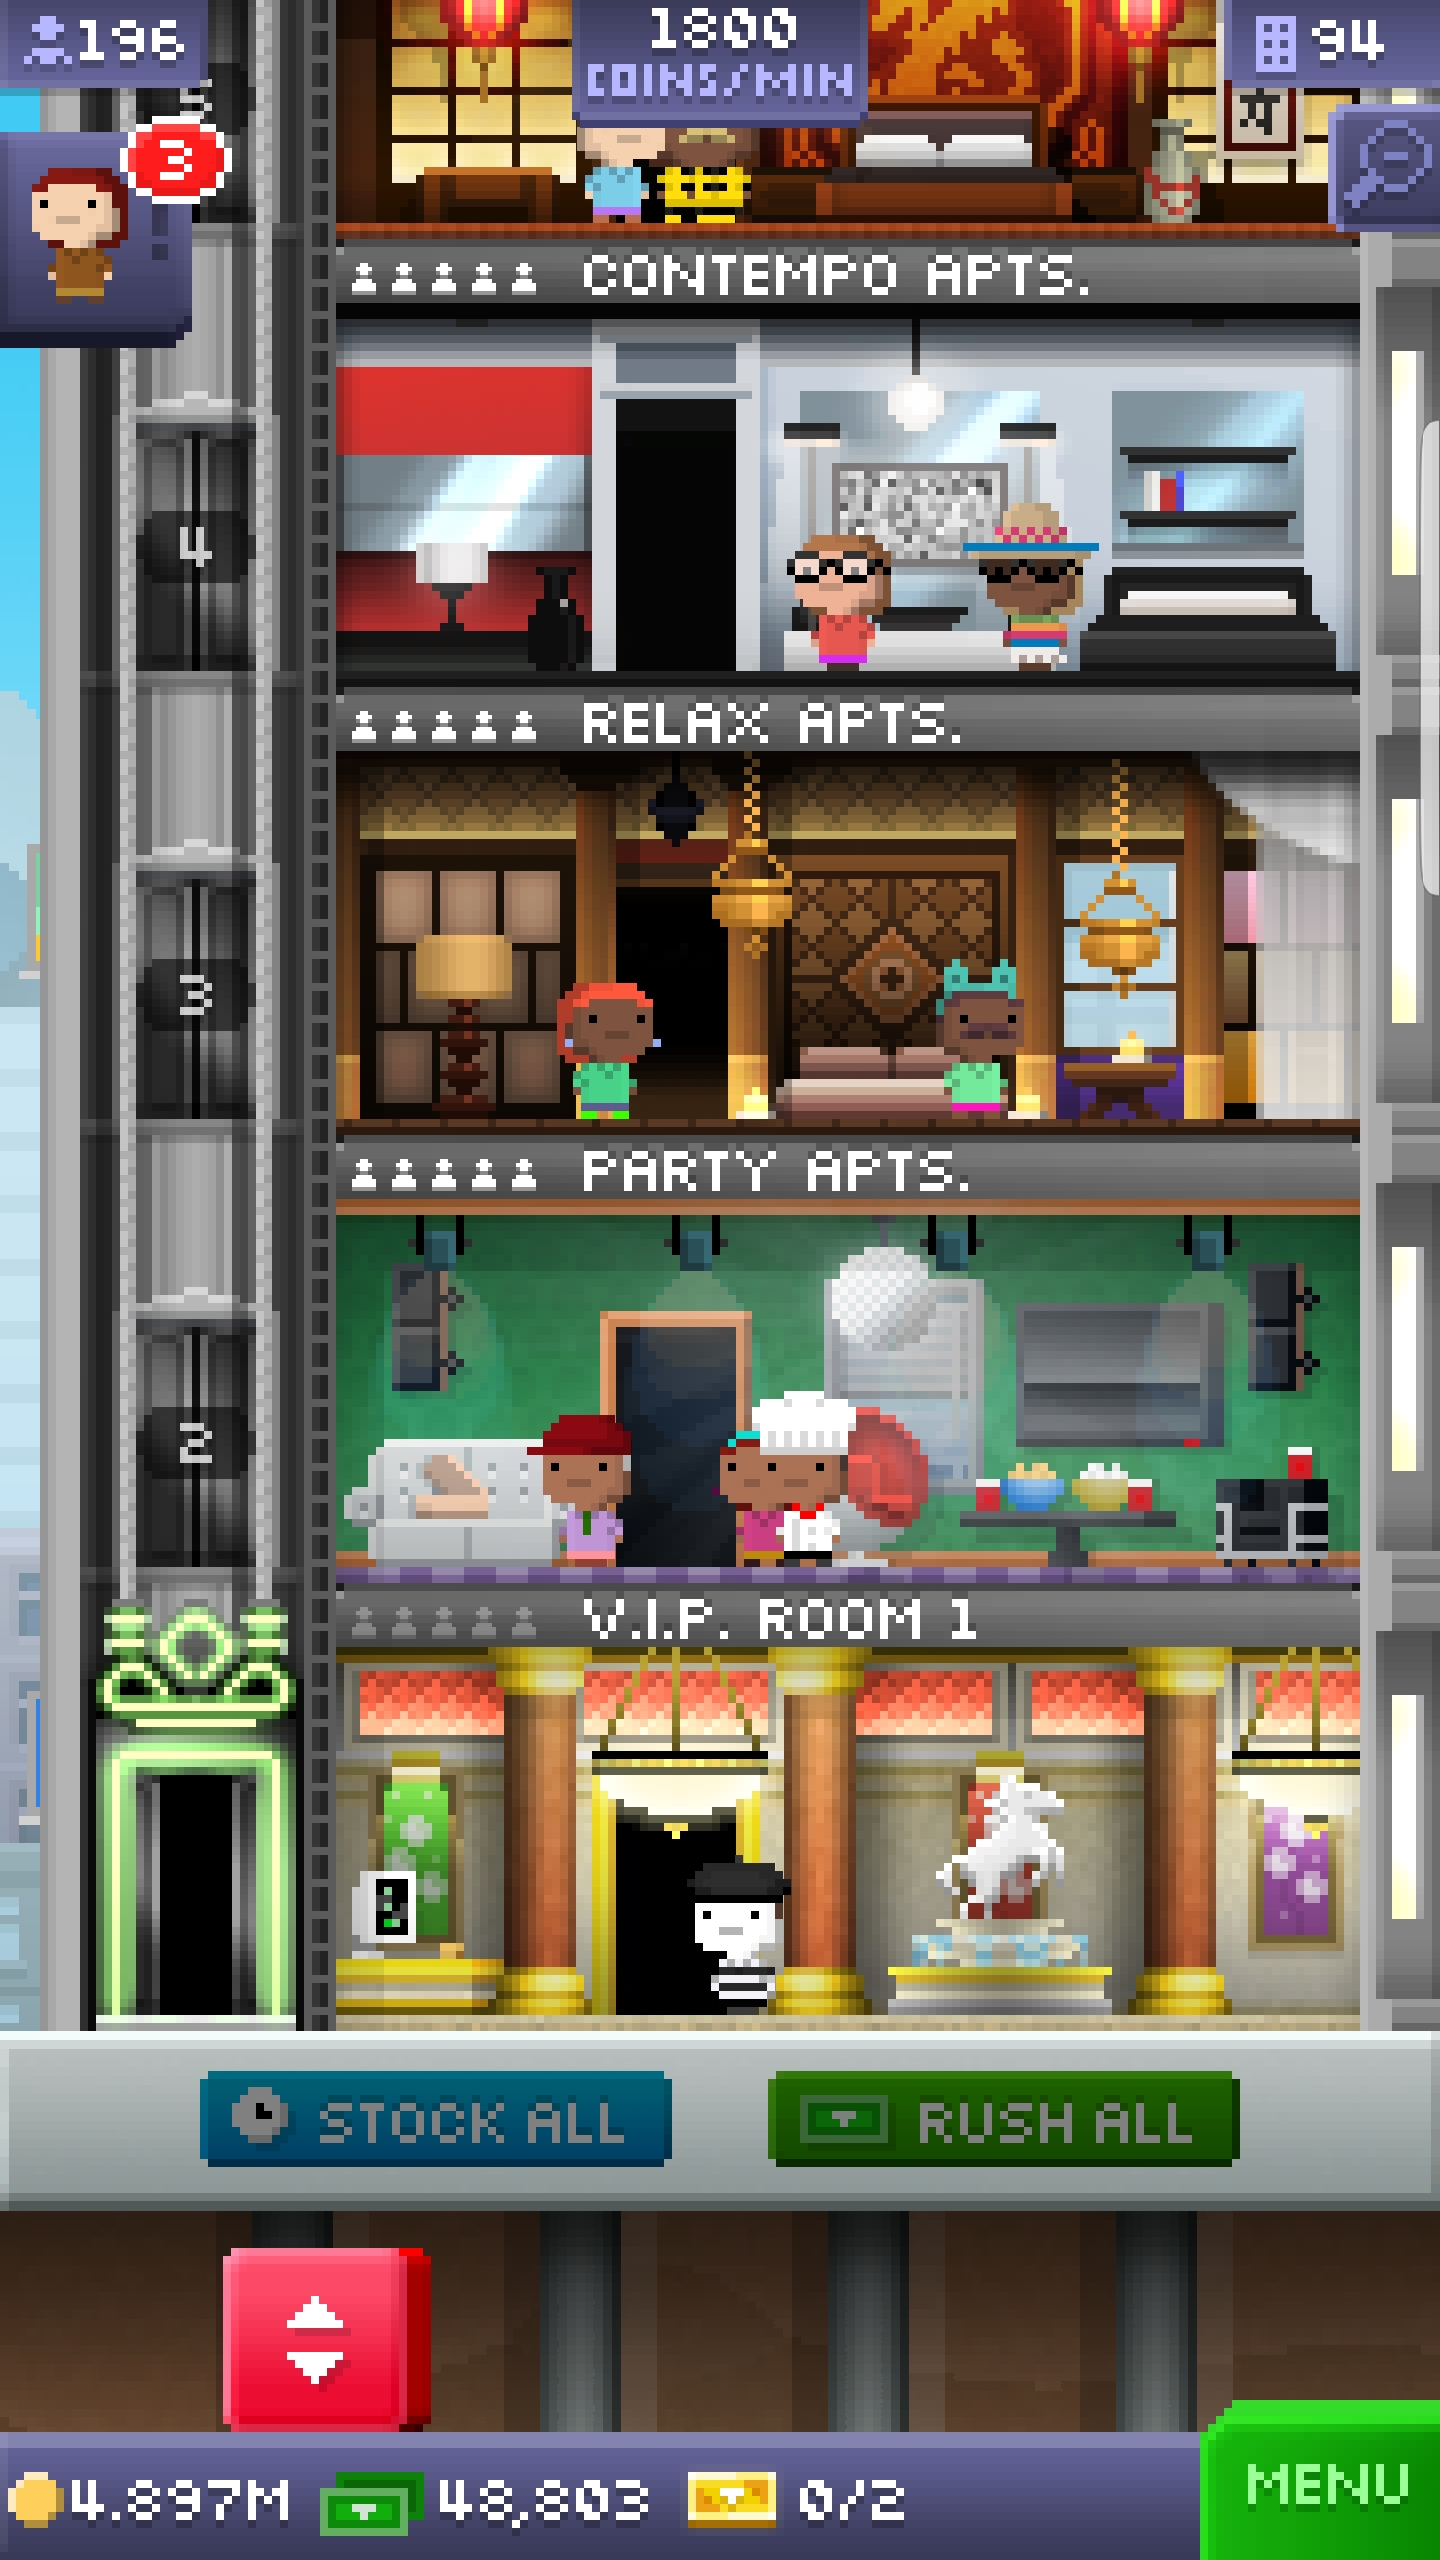 196
1800
COINS/MIN
94
5
3
CONTEMPO APTS.
4
RELAX APTS.
3
PARTY APTS.
2
V.I.P. ROOM 1
STOCK ALL
RUSH ALL
4.897M
48,803
0/2
MENU